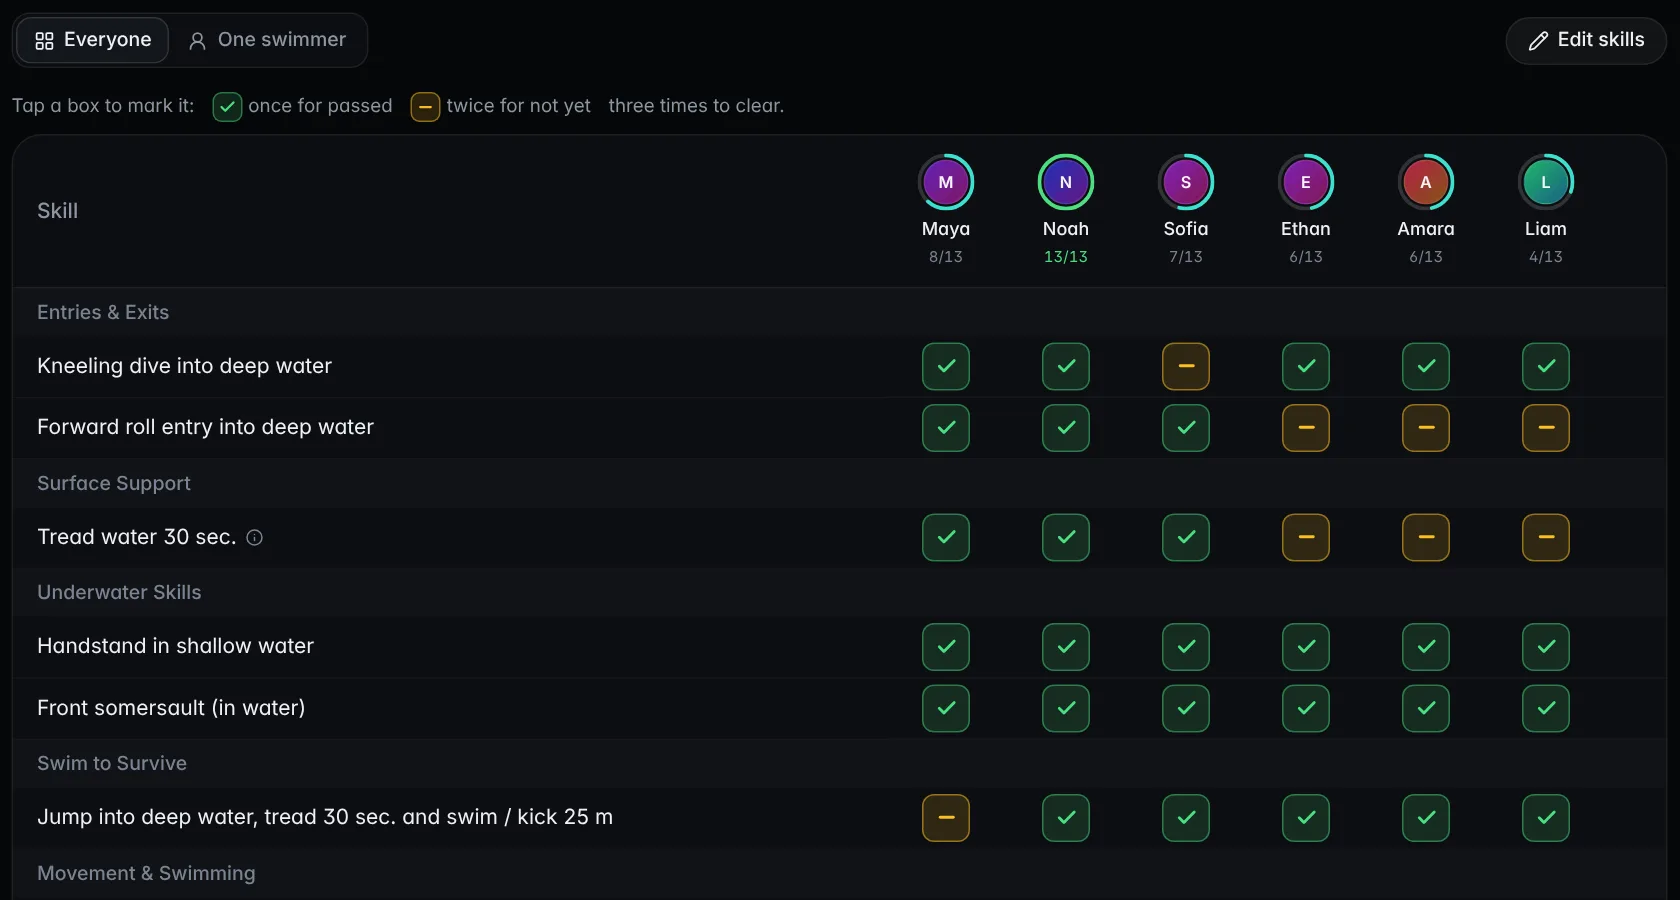 Everyone
One swimmer
Edit skills
Tap a box to mark it: once for passed twice for not yet three times to clear.
Skill
M N S E A L
Maya Noah Sofia Ethan Amara Liam
8/13 13/13 7/13 6/13 6/13 4/13
Entries & Exits
Kneeling dive into deep water
Forward roll entry into deep water
Surface Support
Tread water 30 sec.
Underwater Skills
Handstand in shallow water
Front somersault (in water)
Swim to Survive
Jump into deep water, tread 30 sec. and swim / kick 25 m
Movement & Swimming